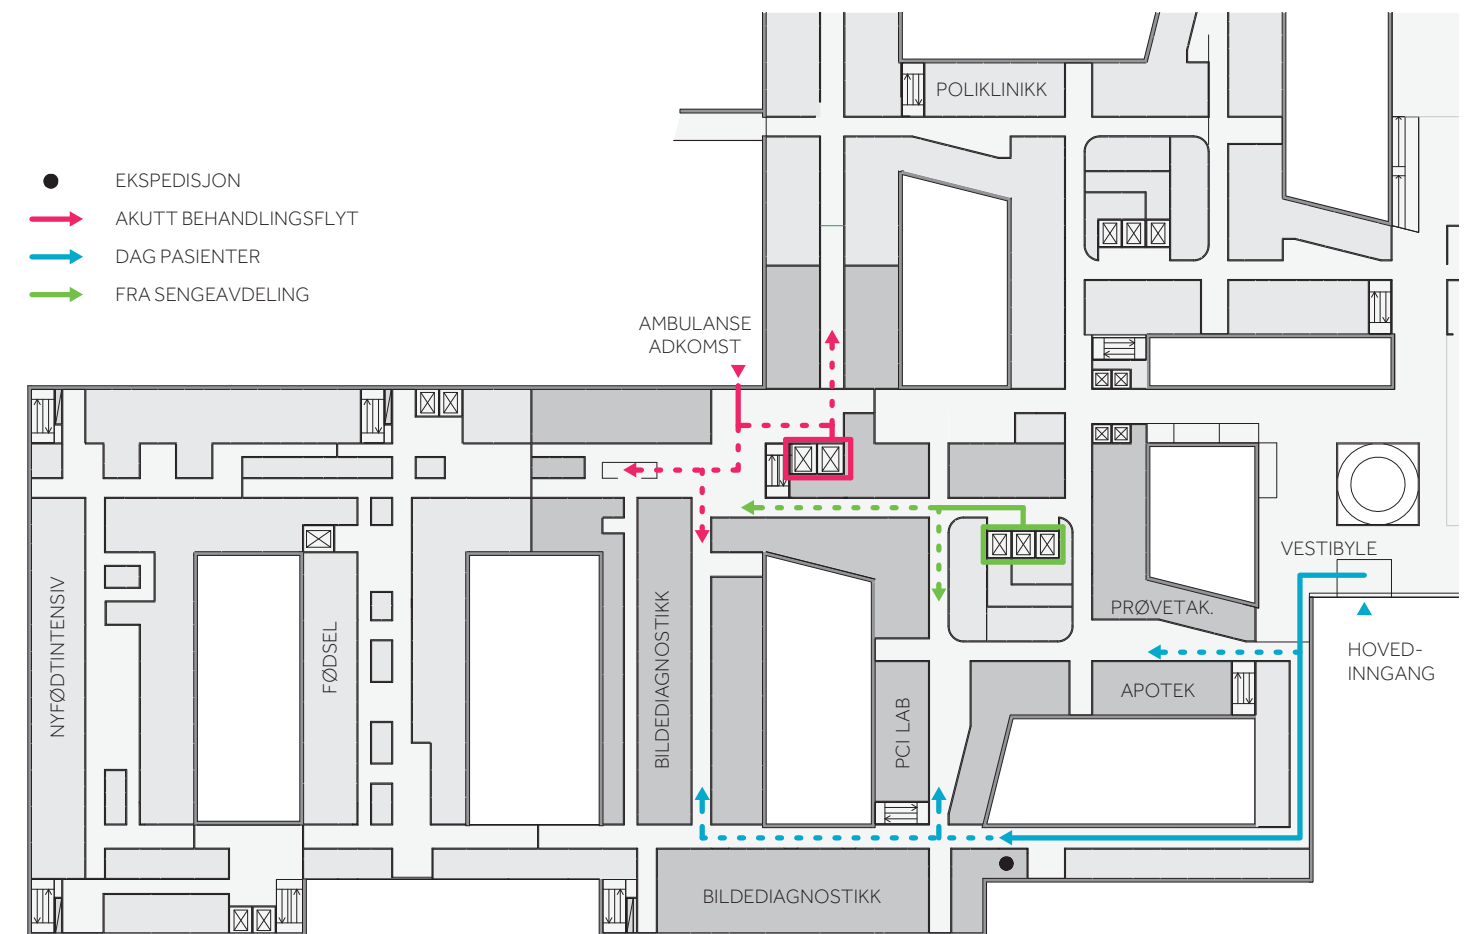 POLIKLINIKK
EKSPEDISJON
AKUTT BEHANDLINGSFLYT
DAG PASIENTER
FRA SENGEAVDELING
AMBULANSE
ADKOMST
VESTIBYLE
HOVED-
INNGANG
PRØVETAK.
APOTEK
NYFØDTINTENSIV
FØDSEL
BILDEDIAGNOSTIKK
PCI LAB
BILDEDIAGNOSTIKK